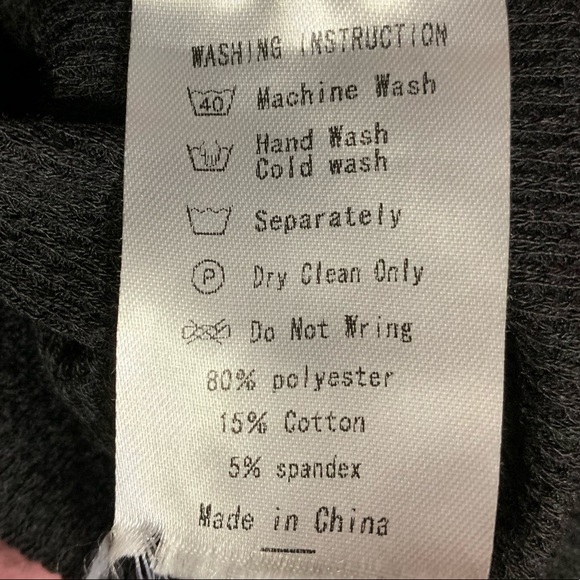 WASHING INSTRUCTION
40 Machine Wash
Hand Wash
Cold wash
Separately
P Dry Clean Only
Do Not Wring
80% polyester
15% Cotton
5% spandex
Made in China